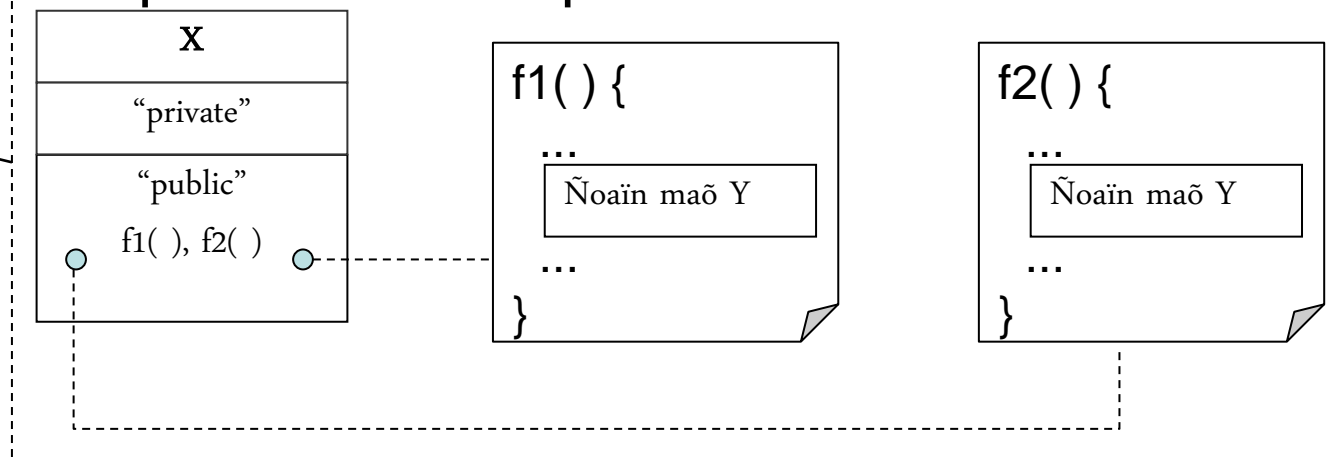 X
“private”
“public”
f1( ), f2( )
f1( ) {
...
Ñoaïn maõ Y
...
}
f2( ) {
...
Ñoaïn maõ Y
...
}